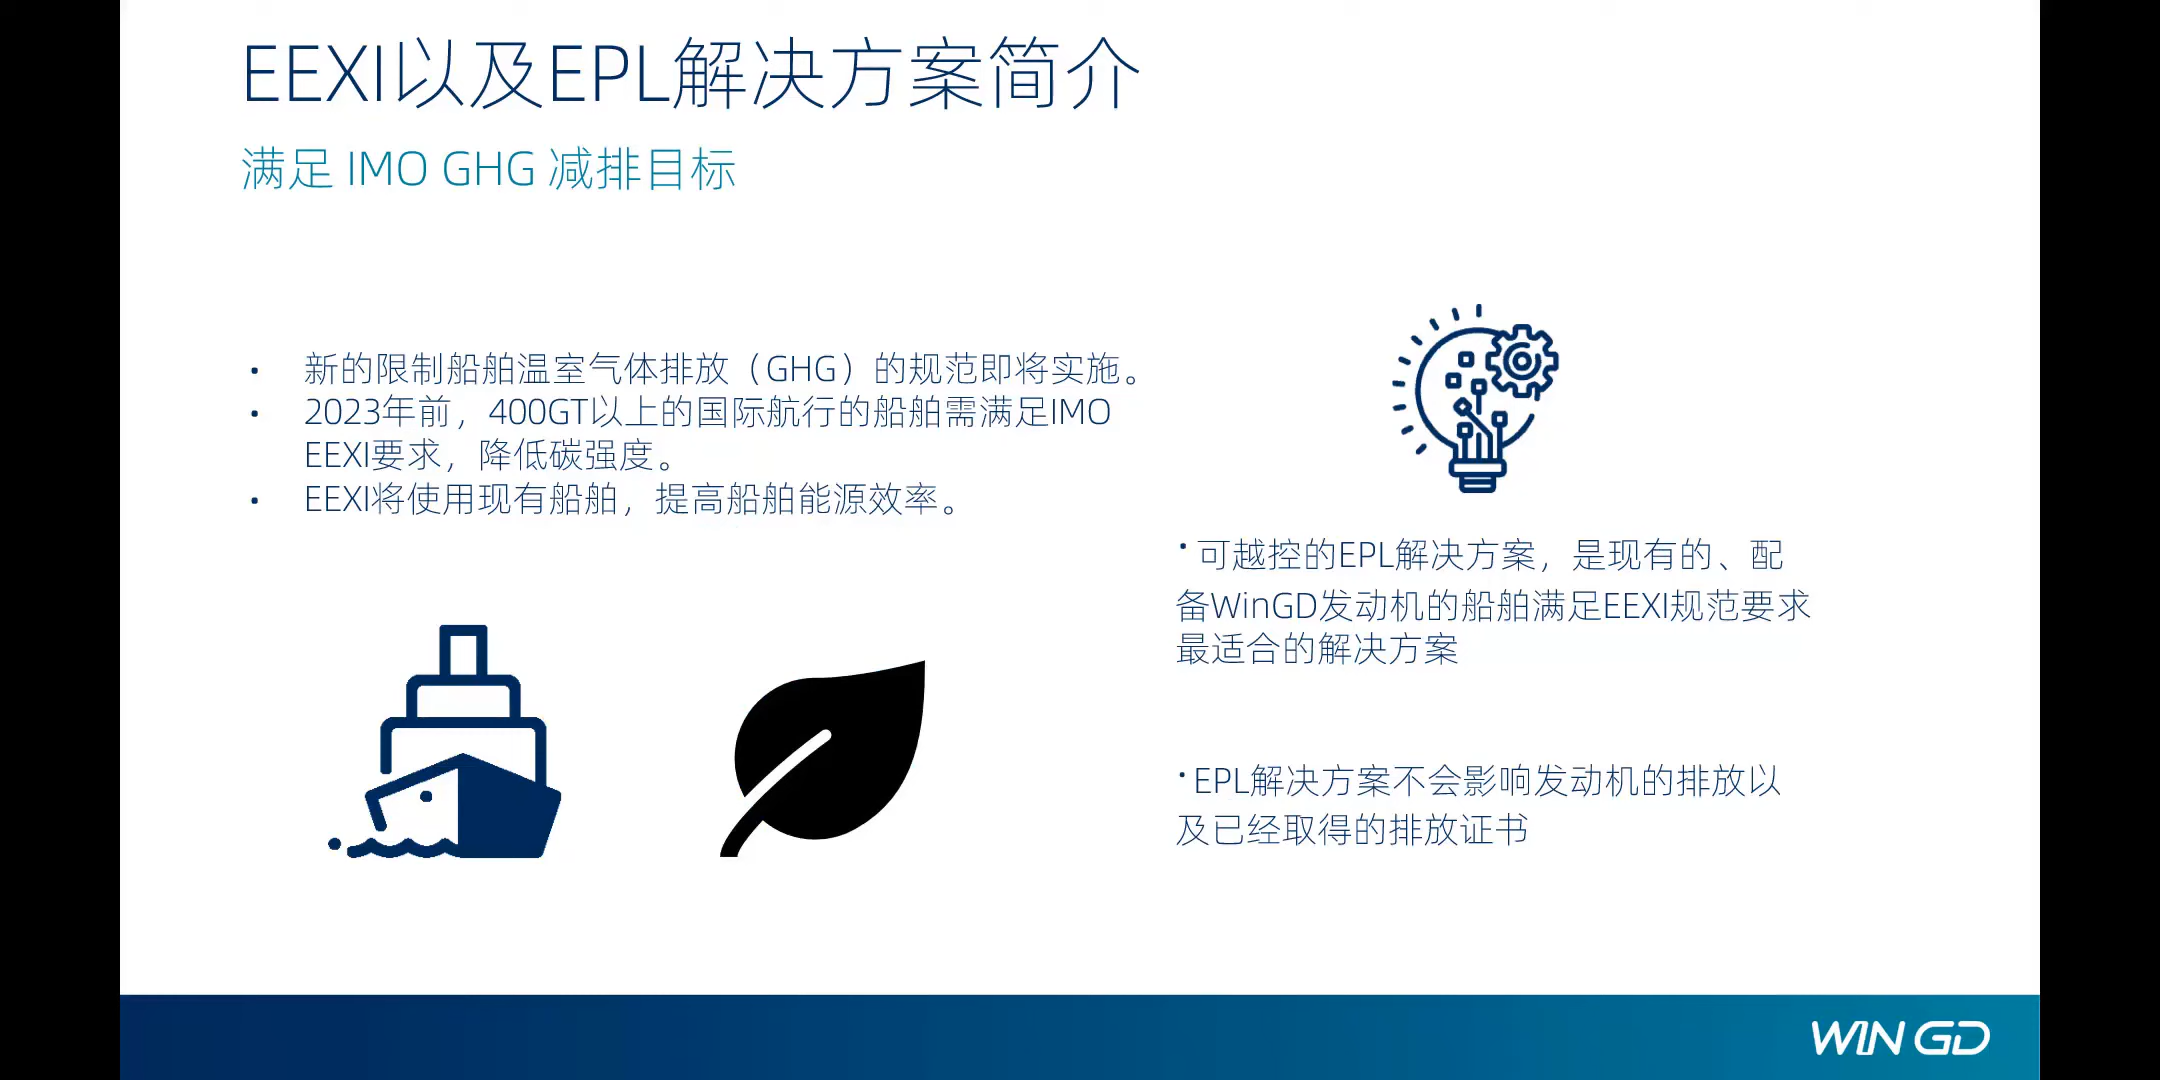 EEXI以及EPL解决方案简介
满足 IMO GHG 减排目标
• 新的限制船舶温室气体排放（GHG）的规范即将实施。
• 2023年前，400GT以上的国际航行的船舶需满足IMO
EEXI要求，降低碳强度。
• EEXI将使用现有船舶，提高船舶能源效率。
• 可越控的EPL解决方案，是现有的、配
备WinGD发动机的船舶满足EEXI规范要求
最适合的解决方案
• EPL解决方案不会影响发动机的排放以
及已经取得的排放证书
WIN GD